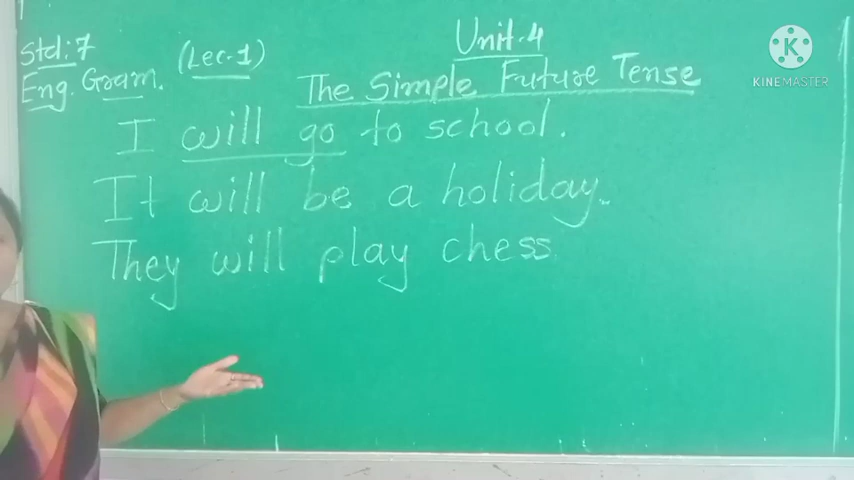 Std:7
Eng. Gram.
(Lec-1)
Unit-4
The Simple Future Tense
I will go to school.
It will be a holiday.
They will play chess
KINEMASTER